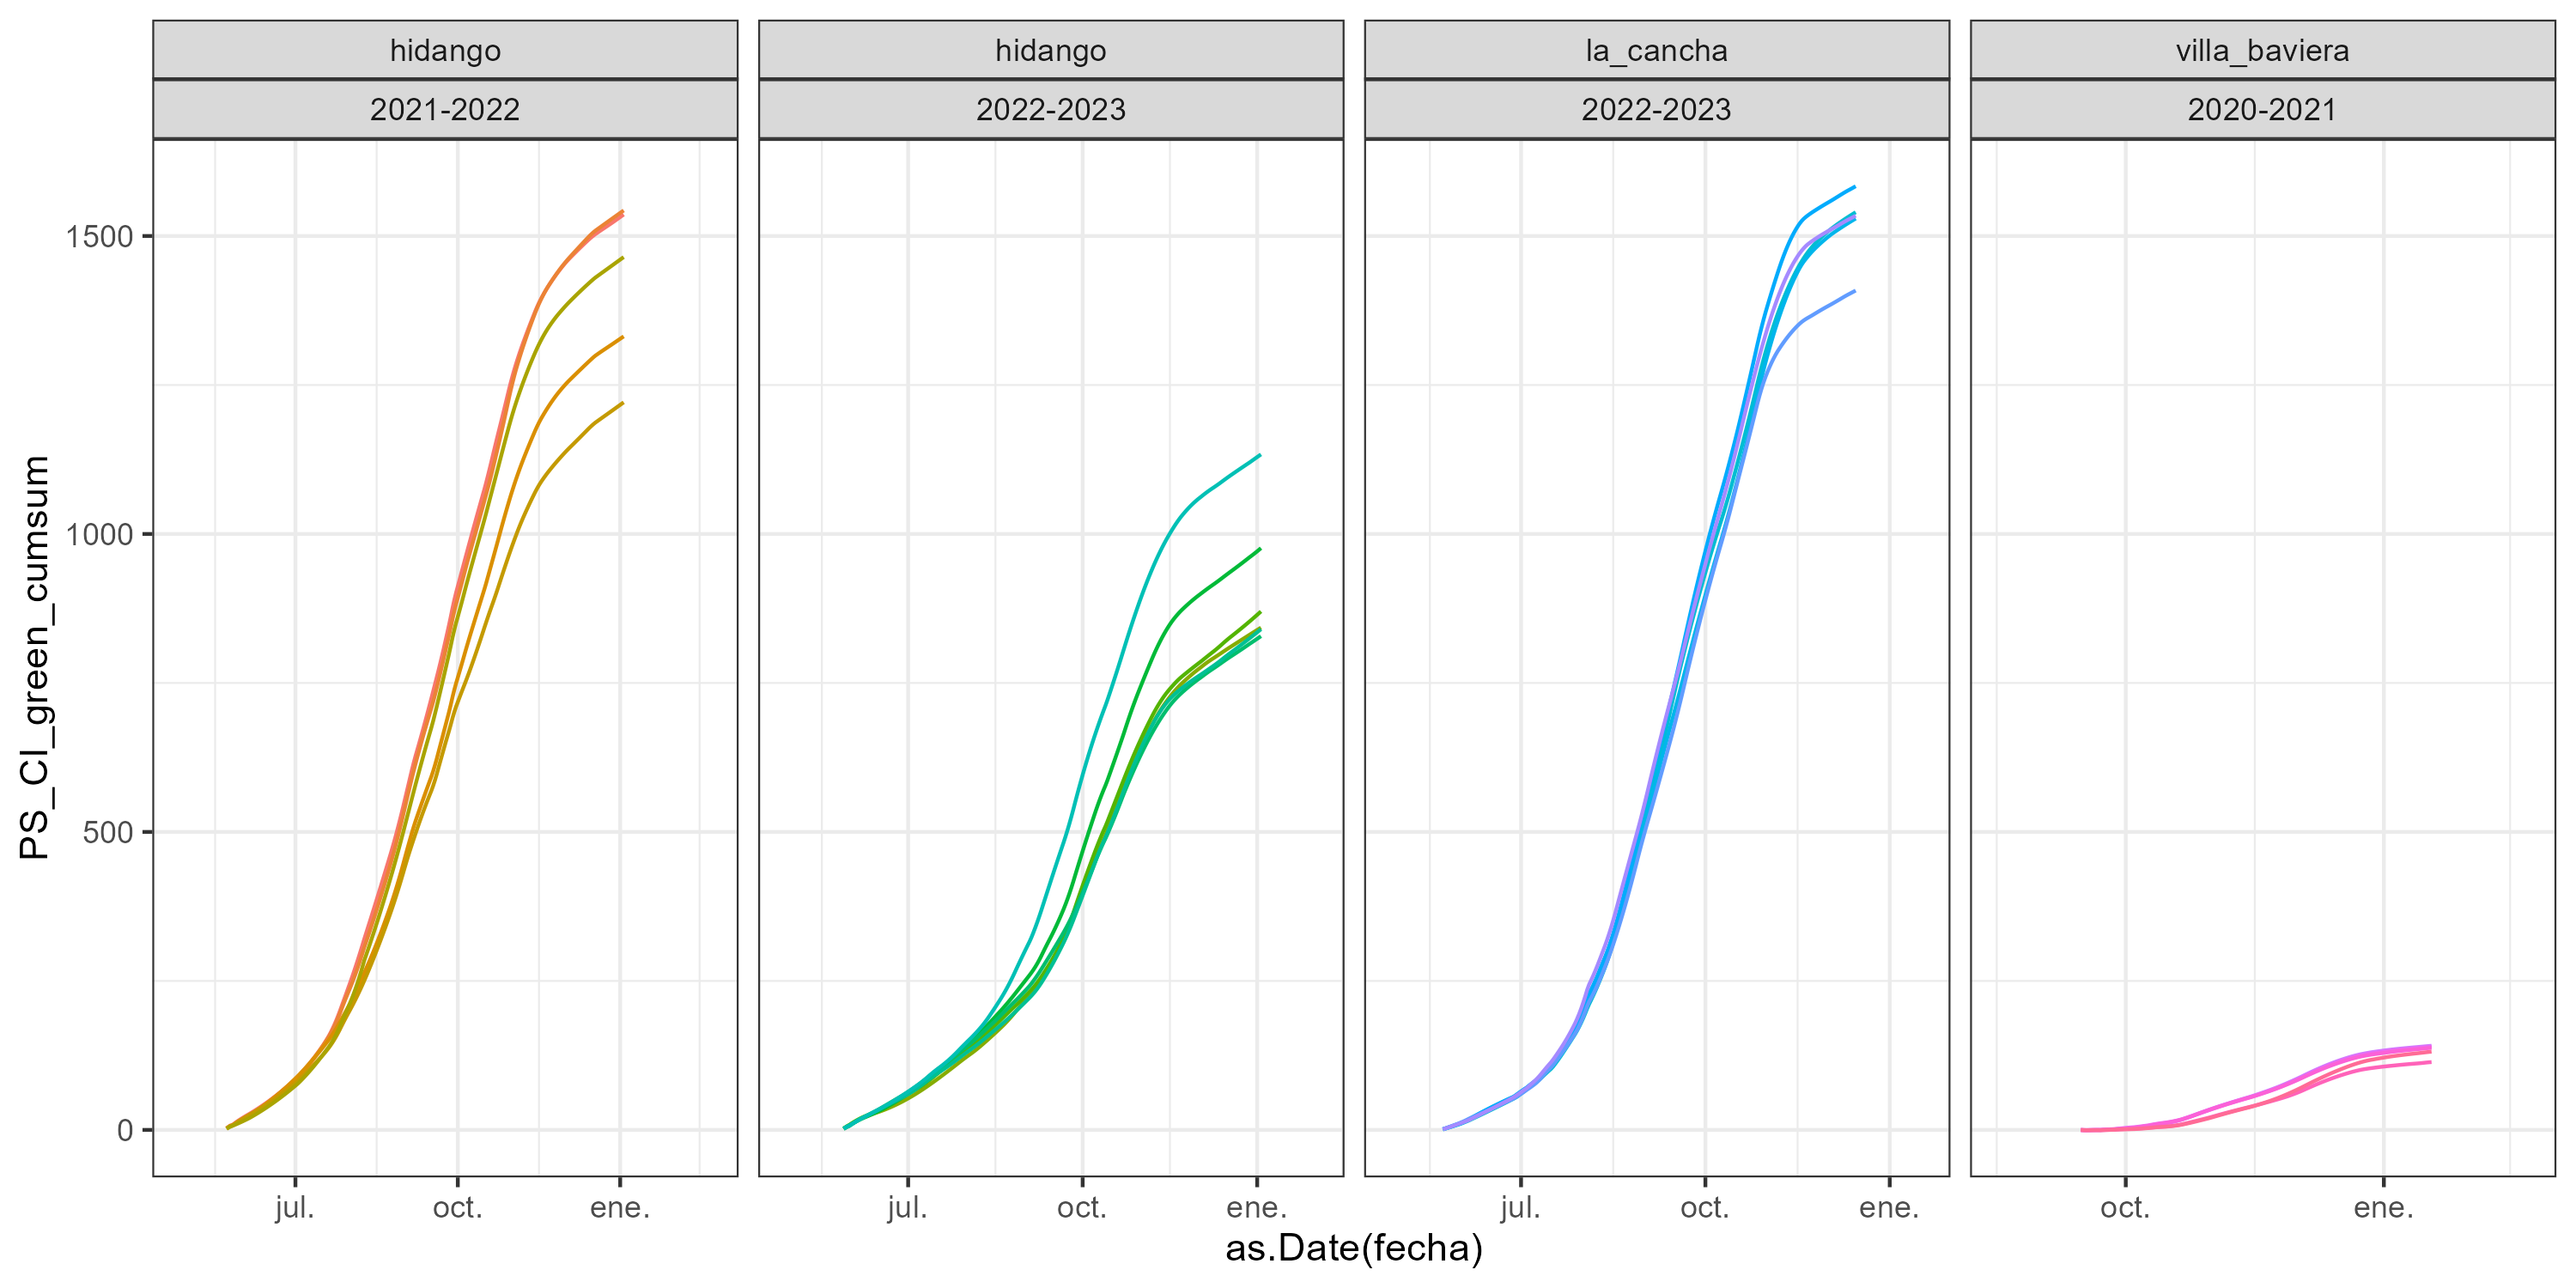 hidango hidango la_cancha villa_baviera
2021-2022 2022-2023 2022-2023 2020-2021
PS_CI_green_cumsum
1500
1000
500
0
jul. oct. ene. jul. oct. ene. jul. oct. ene. oct. ene.
as.Date(fecha)